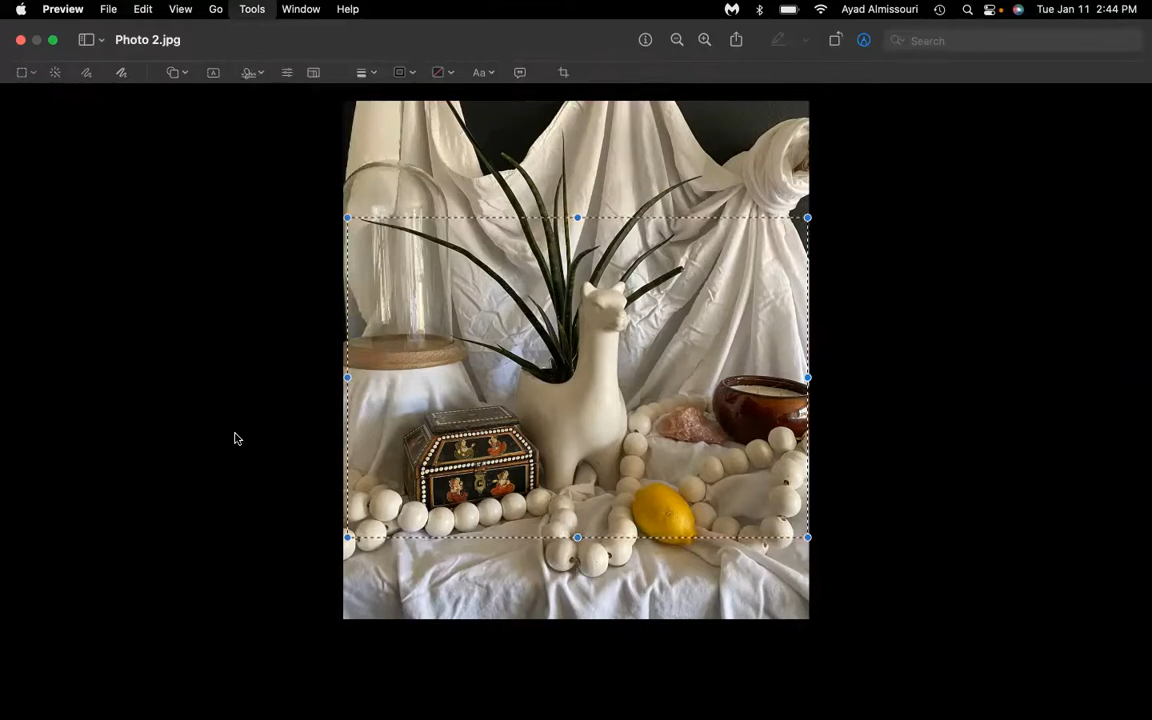 Preview File Edit View Go Tools Window Help Ayad Almissouri Tue Jan 11 2:44 PM
Photo 2.jpg Search
A Aa